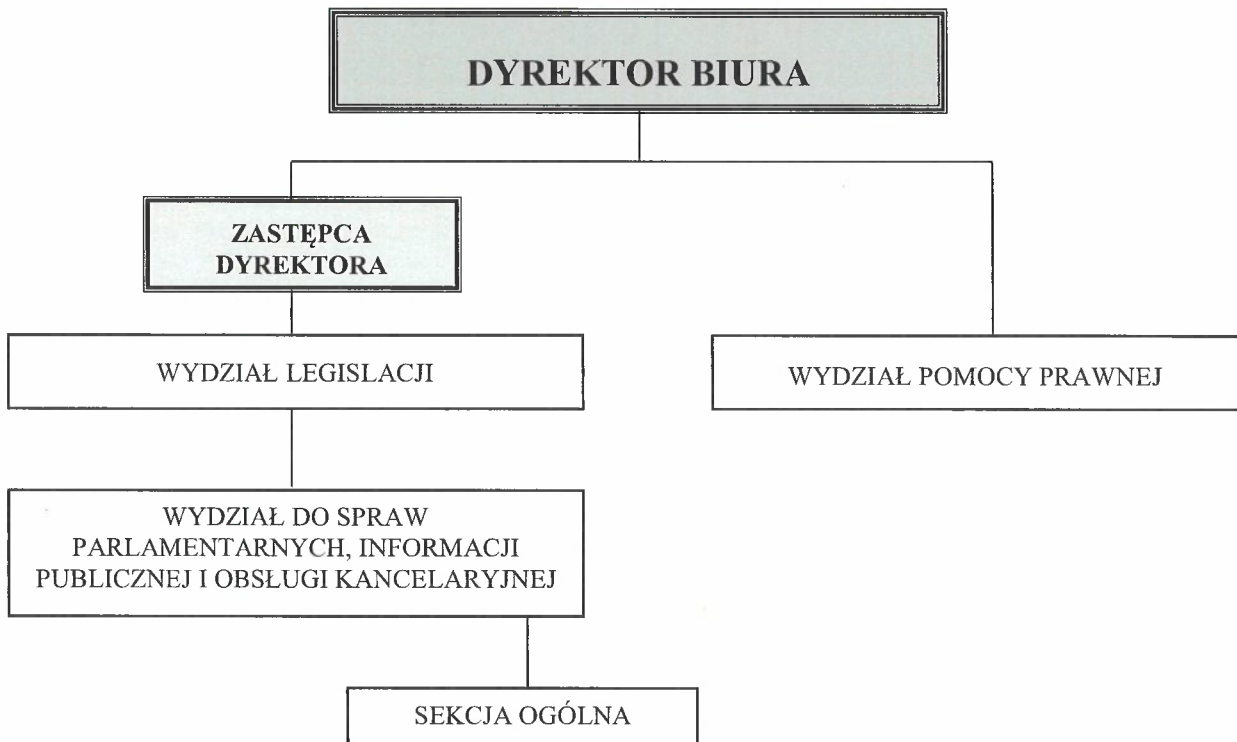 DYREKTOR BIURA
ZASTĘPCA
DYREKTORA
WYDZIAŁ LEGISLACJI
WYDZIAŁ POMOCY PRAWNEJ
WYDZIAŁ DO SPRAW
PARLAMENTARNYCH, INFORMACJI
PUBLICZNEJ I OBSŁUGI KANCELARYJNEJ
SEKCJA OGÓLNA